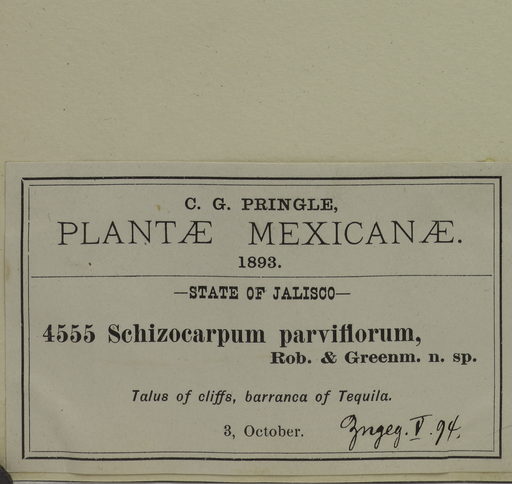 C. G. PRINGLE,
PLANTÆ MEXICANÆ.
1893.
—STATE OF JALISCO—
4555 Schizocarpum parviflorum,
Rob. & Greenm. n. sp.
Talus of cliffs, barranca of Tequila.
3, October. Zngeg. V. 94.